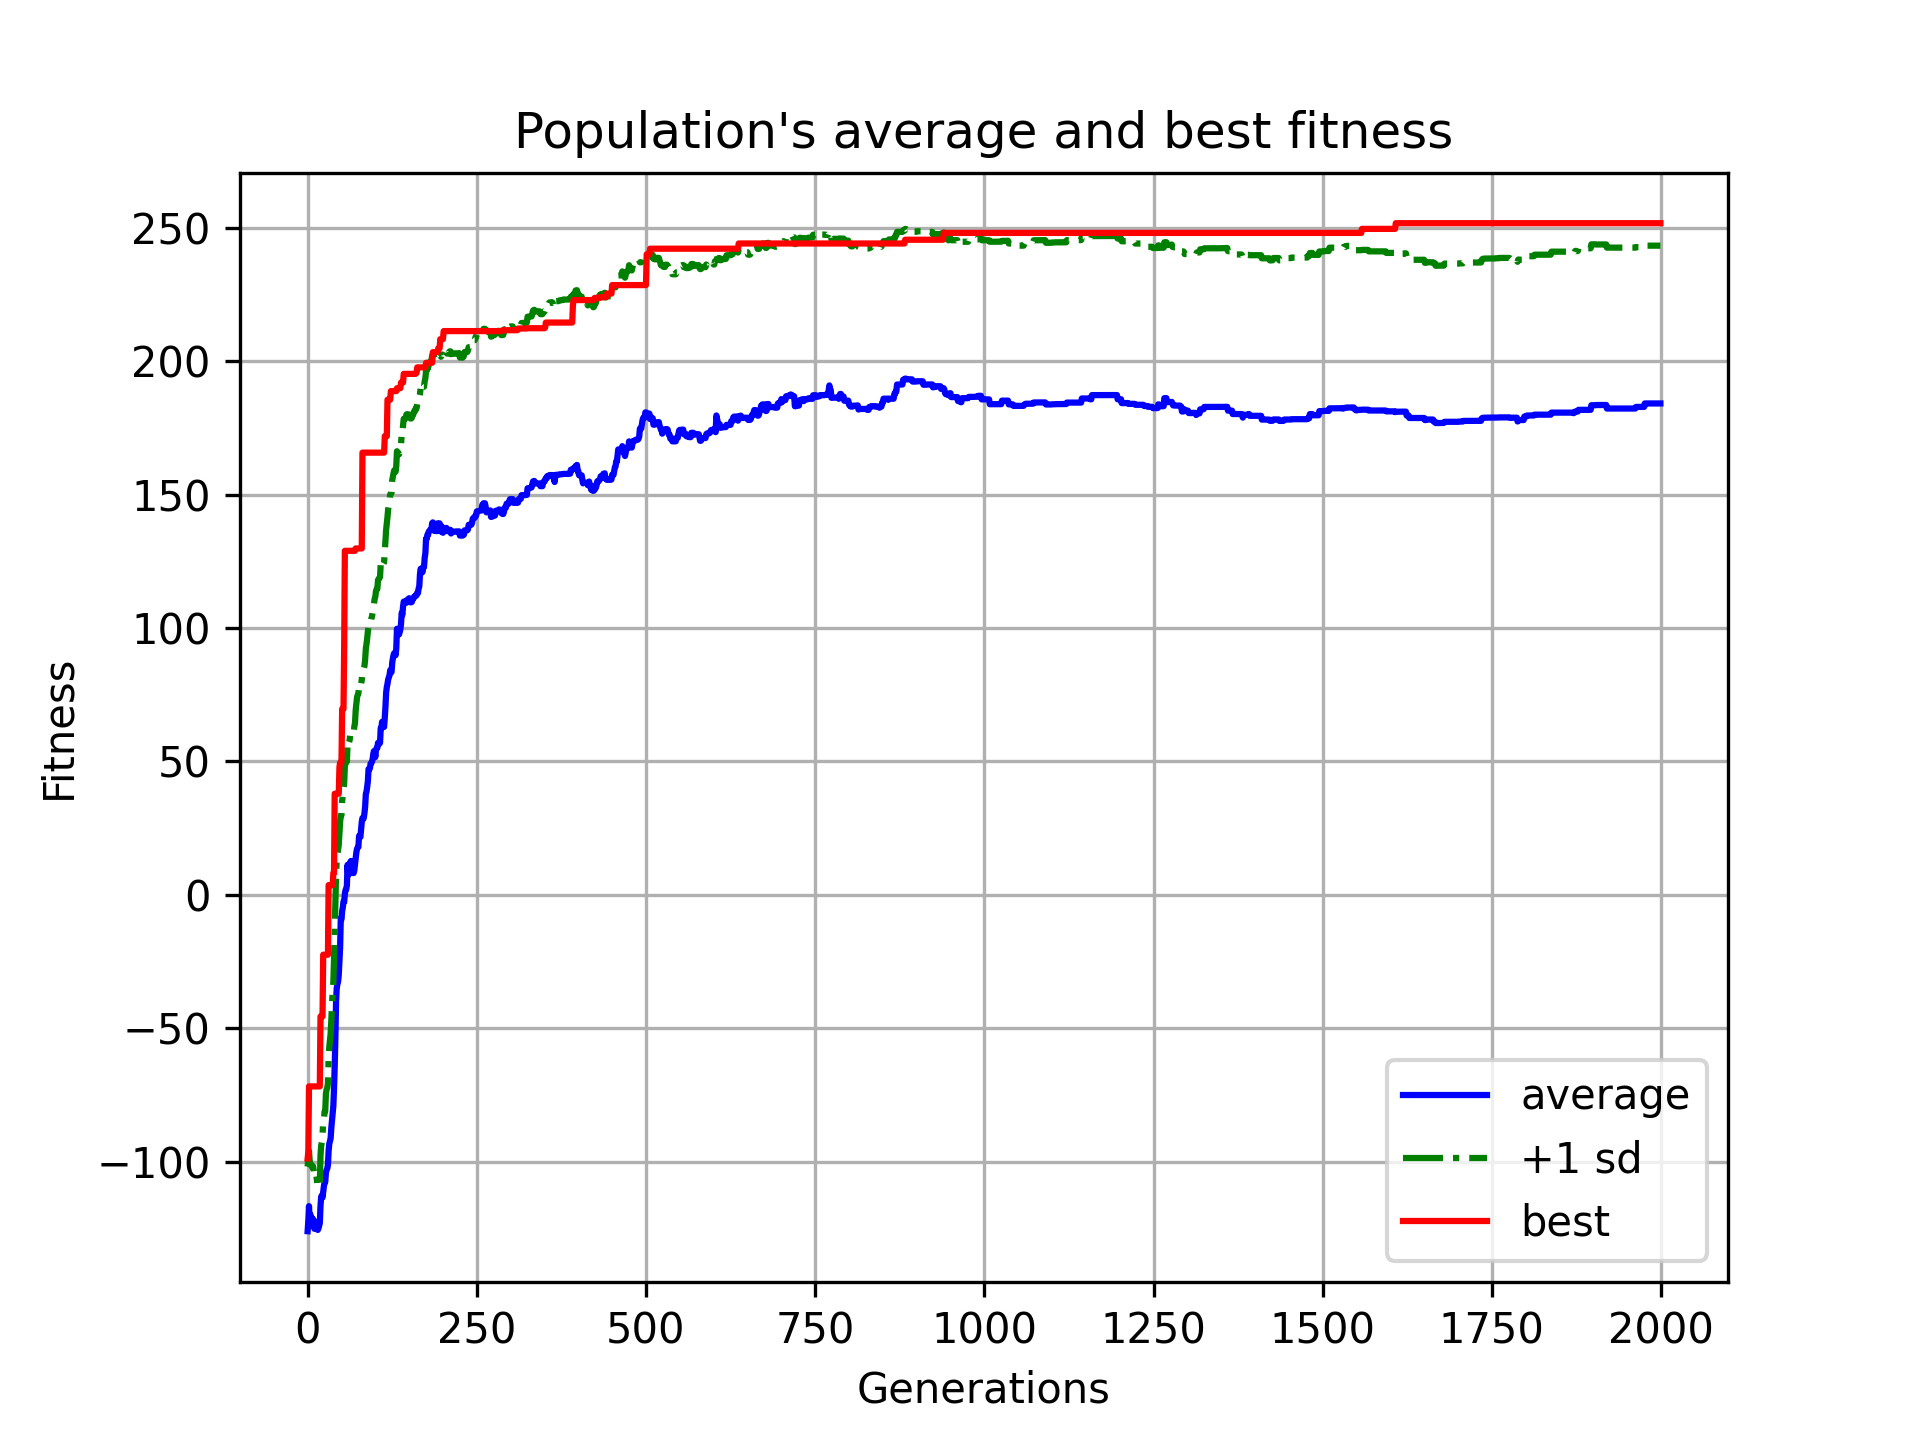 Population's average and best fitness
250
200
150
100
50
0
−50
−100
Fitness
average
+1 sd
best
0 250 500 750 1000 1250 1500 1750 2000
Generations